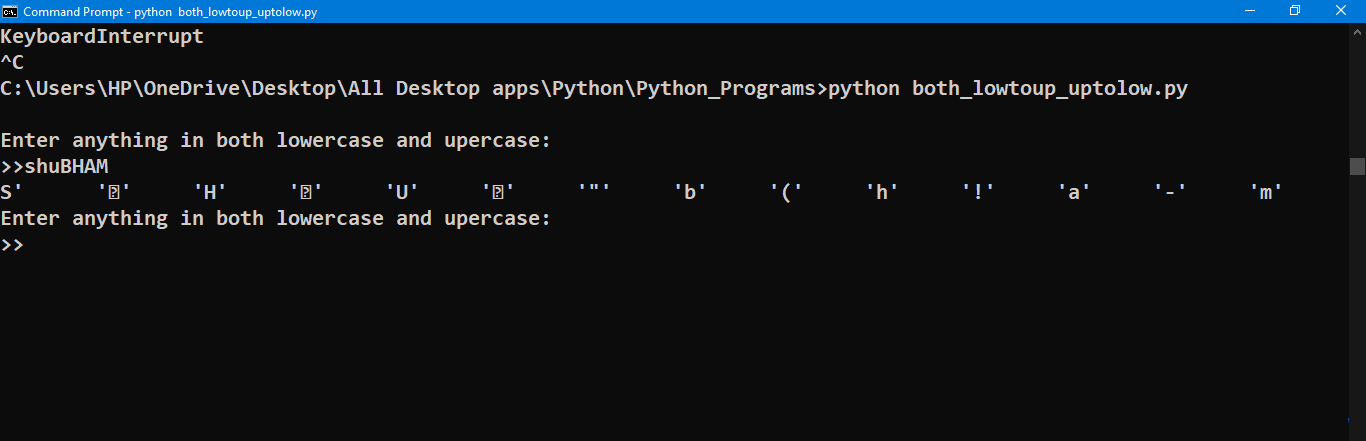 Command Prompt - python  both_lowtoup_uptolow.py
KeyboardInterrupt
^C
C:\Users\HP\OneDrive\Desktop\All Desktop apps\Python\Python_Programs>python both_lowtoup_uptolow.py
Enter anything in both lowercase and upercase:
>>shuBHAM
S'      '⍰'     'H'     '⍰'     'U'     '⍰'     '"'     'b'     '('     'h'     '!'     'a'     '-'     'm'
Enter anything in both lowercase and upercase:
>>